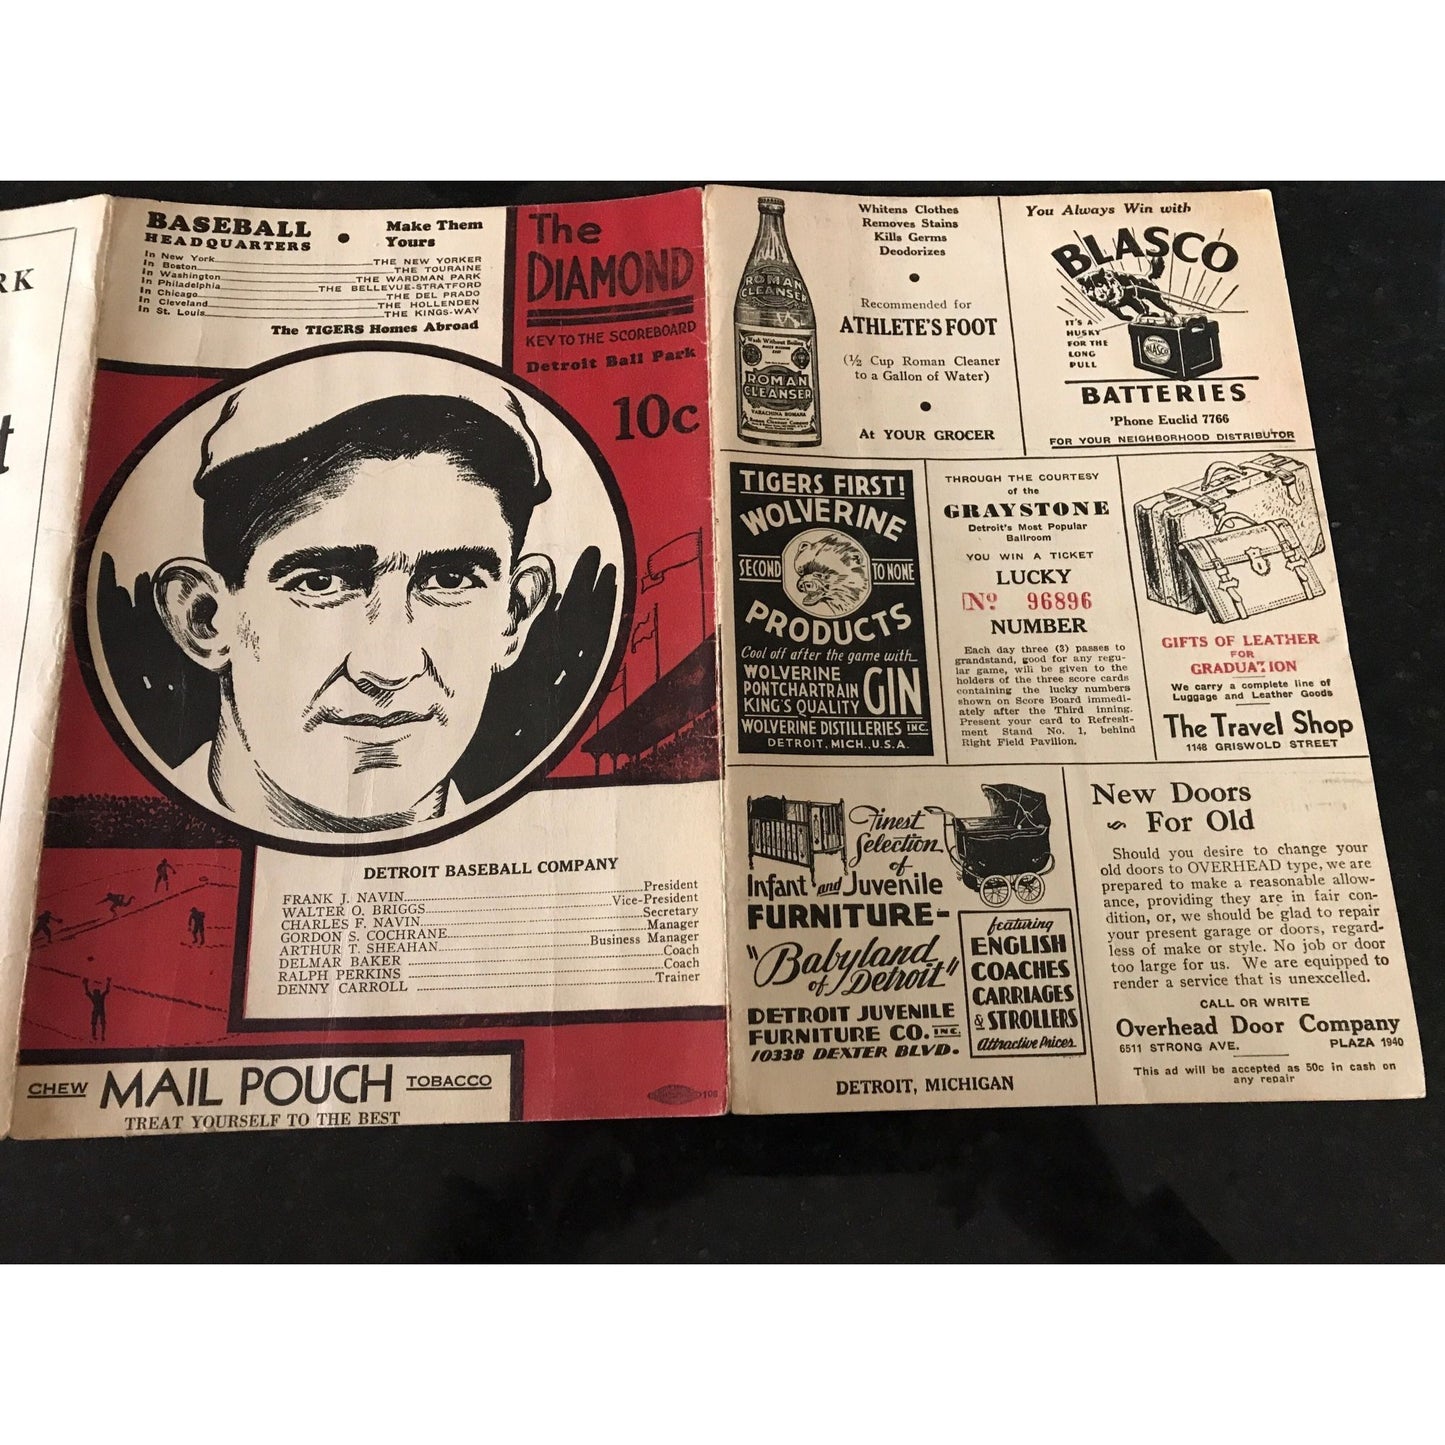 RK
t
BASEBALL
HEADQUARTERS
●
Make Them
Yours
In New York THE NEW YORKER
In Boston THE TOURAINE
In Washington THE WARDMAN PARK
In Philadelphia THE BELLEVUE-STRATFORD
In Chicago THE DEL PRADO
In Cleveland THE HOLLENDEN
In St. Louis THE KINGS-WAY
The TIGERS Homes Abroad
The
DIAMOND
KEY TO THE SCOREBOARD
Detroit Ball Park
10c
DETROIT BASEBALL COMPANY
FRANK J. NAVIN President
WALTER O. BRIGGS Vice-President
CHARLES F. NAVIN Secretary
GORDON S. COCHRANE Manager
ARTHUR T. SHEAHAN Business Manager
DELMAR BAKER Coach
RALPH PERKINS Coach
DENNY CARROLL Trainer
CHEW MAIL POUCH TOBACCO
TREAT YOURSELF TO THE BEST
108
ROMAN
CLEANSER
Wash Without Boiling
ROMAN
CLEANSER
Roman Cleanser Company
Whitens Clothes
Removes Stains
Kills Germs
Deodorizes
●
Recommended for
ATHLETE'S FOOT
(½ Cup Roman Cleaner
to a Gallon of Water)
●
At YOUR GROCER
You Always Win with
BLASCO
IT'S A
HUSKY
FOR THE
LONG
PULL
BLASCO
BATTERIES
'Phone Euclid 7766
FOR YOUR NEIGHBORHOOD DISTRIBUTOR
TIGERS FIRST!
WOLVERINE
SECOND TO NONE
PRODUCTS
Cool off after the game with
WOLVERINE
PONTCHARTRAIN
KING'S QUALITY
GIN
WOLVERINE DISTILLERIES INC.
DETROIT, MICH., U.S.A.
THROUGH THE COURTESY
of the
GRAYSTONE
Detroit's Most Popular
Ballroom
YOU WIN A TICKET
LUCKY
Nº 96896
NUMBER
Each day three (3) passes to
grandstand, good for any regu-
lar game, will be given to the
holders of the three score cards
containing the lucky numbers
shown on Score Board immedi-
ately after the Third inning.
Present your card to Refresh-
ment Stand No. 1, behind
Right Field Pavilion.
GIFTS OF LEATHER
FOR
GRADUATION
We carry a complete line of
Luggage and Leather Goods
The Travel Shop
1148 GRISWOLD STREET
Finest
Selection
of
Infant and Juvenile
FURNITURE-
"Babyland
of Detroit"
DETROIT JUVENILE
FURNITURE CO. INC.
10338 DEXTER BLVD.
DETROIT, MICHIGAN
featuring
ENGLISH
COACHES
CARRIAGES
& STROLLERS
Attractive Prices
New Doors
For Old
Should you desire to change your
old doors to OVERHEAD type, we are
prepared to make a reasonable allow-
ance, providing they are in fair con-
dition, or, we should be glad to repair
your present garage or doors, regard-
less of make or style. No job or door
too large for us. We are equipped to
render a service that is unexcelled.
CALL OR WRITE
Overhead Door Company
6511 STRONG AVE. PLAZA 1940
This ad will be accepted as 50c in cash on
any repair